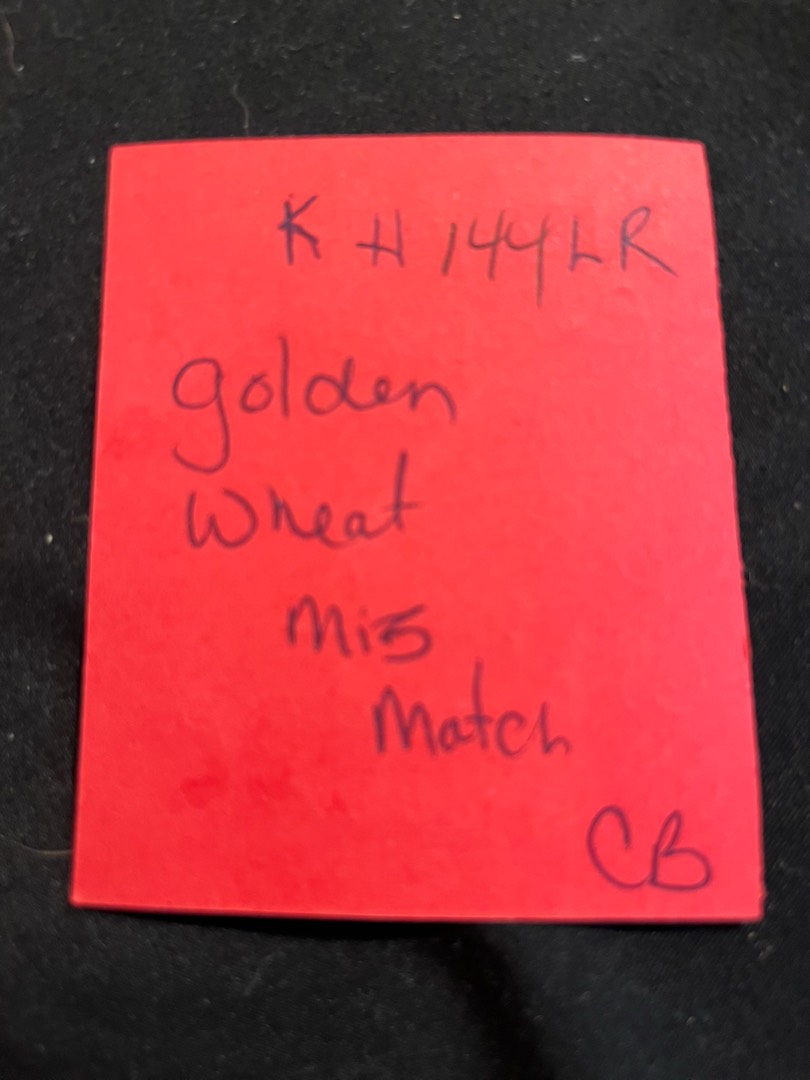 K H 144LR
golden
wheat
Mis
Match
CB